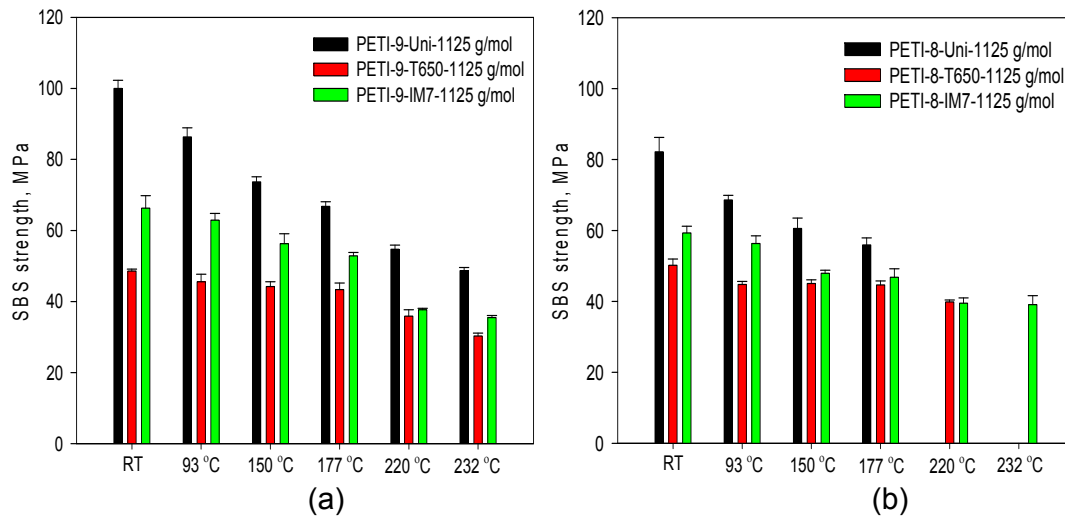 SBS strength, MPa
120
100
80
60
40
20
0
PETI-9-Uni-1125 g/mol
PETI-9-T650-1125 g/mol
PETI-9-IM7-1125 g/mol
RT 93 °C 150 °C 177 °C 220 °C 232 °C
(a)
SBS strength, MPa
120
100
80
60
40
20
0
PETI-8-Uni-1125 g/mol
PETI-8-T650-1125 g/mol
PETI-8-IM7-1125 g/mol
RT 93 °C 150 °C 177 °C 220 °C 232 °C
(b)